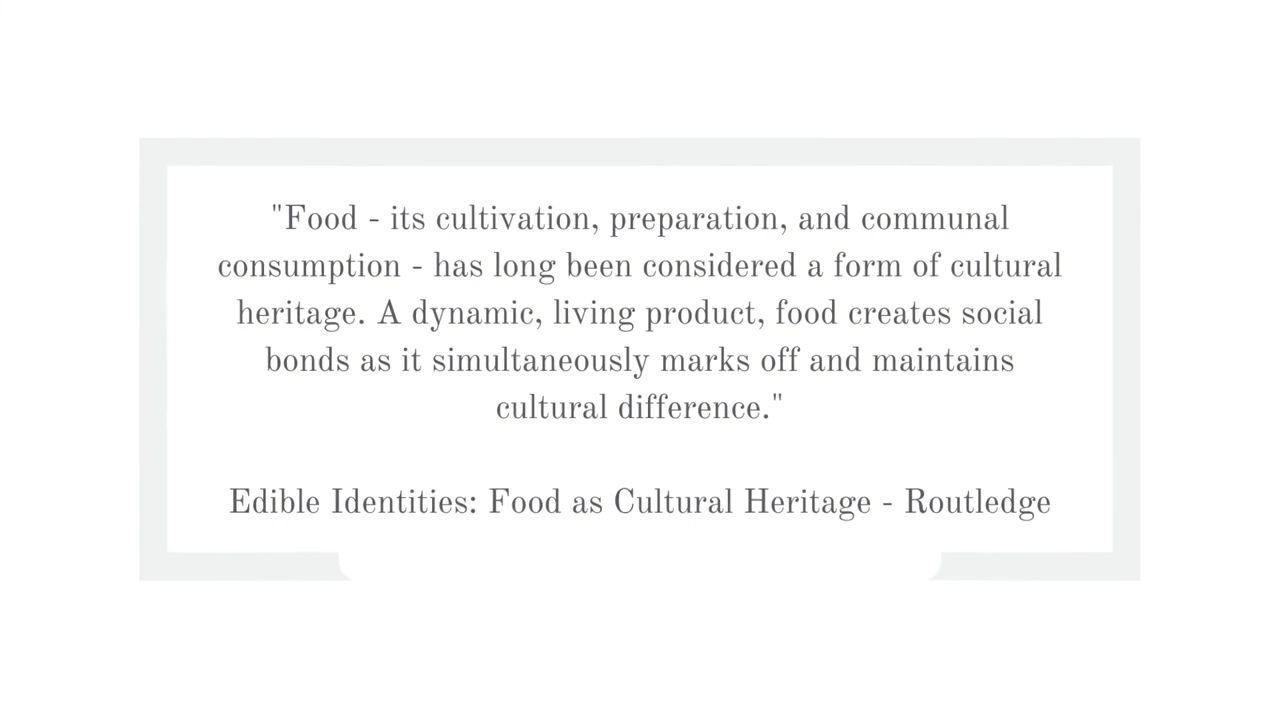 "Food - its cultivation, preparation, and communal
consumption - has long been considered a form of cultural
heritage. A dynamic, living product, food creates social
bonds as it simultaneously marks off and maintains
cultural difference."
Edible Identities: Food as Cultural Heritage - Routledge